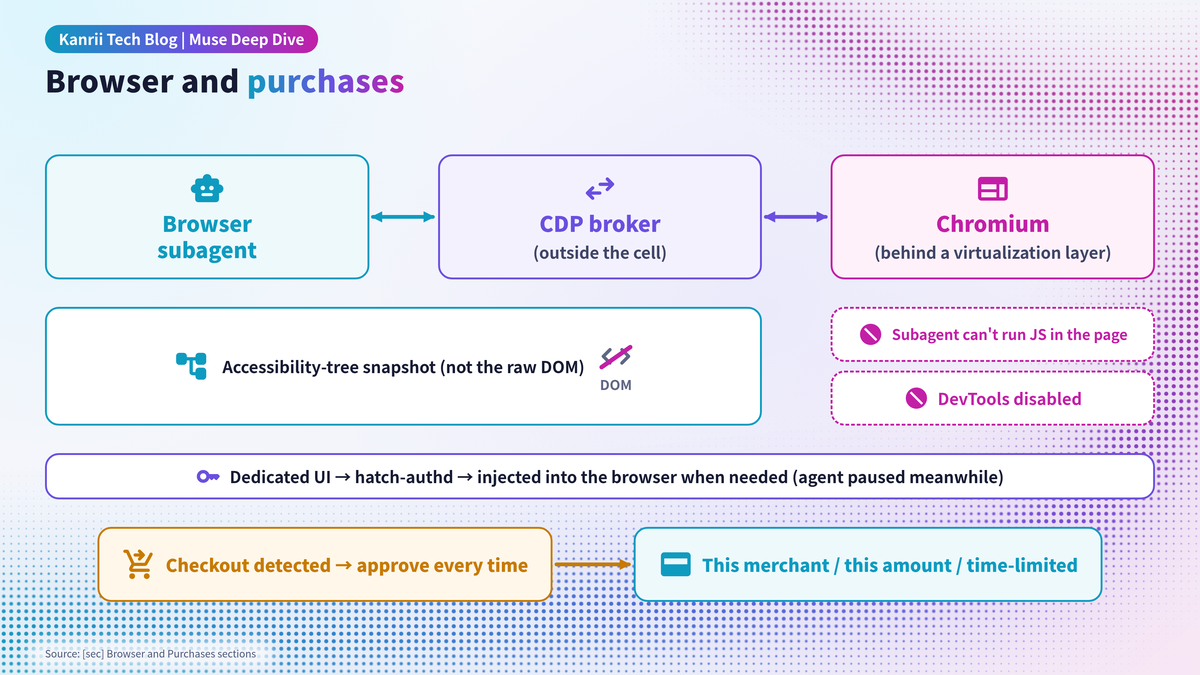 Kanrii Tech Blog | Muse Deep Dive
Browser and purchases
Browser
subagent
CDP broker
(outside the cell)
Chromium
(behind a virtualization layer)
Accessibility-tree snapshot (not the raw DOM)
DOM
Subagent can't run JS in the page
DevTools disabled
Dedicated UI → hatch-authd → injected into the browser when needed (agent paused meanwhile)
Checkout detected → approve every time
This merchant / this amount / time-limited
Source: [sec] Browser and Purchases sections